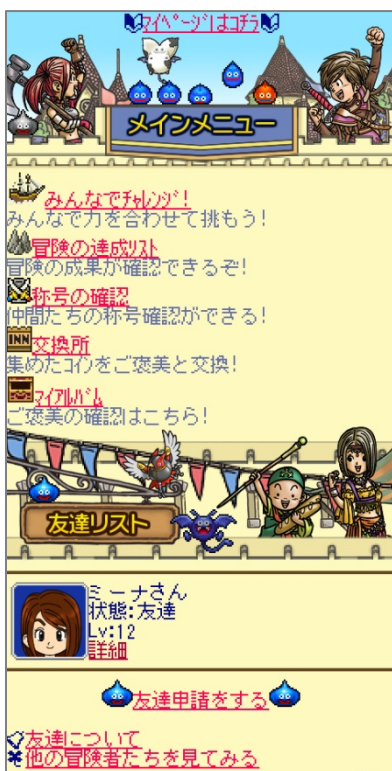 ﾏｲﾍﾟｰｼﾞはｺﾁﾗ
メインメニュー
みんなでﾁｬﾚﾝｼﾞ!
みんなで力を合わせて挑もう!
冒険の達成ﾘｽﾄ
冒険の成果が確認できるぞ!
称号の確認
仲間たちの称号確認ができる!
INN 交換所
集めたｺｲﾝをご褒美と交換!
ﾏｲｱﾙﾊﾞﾑ
ご褒美の確認はこちら!
友達リスト
ミーナさん
状態:友達
Lv:12
詳細
友達申請をする
友達について
他の冒険者たちを見てみる